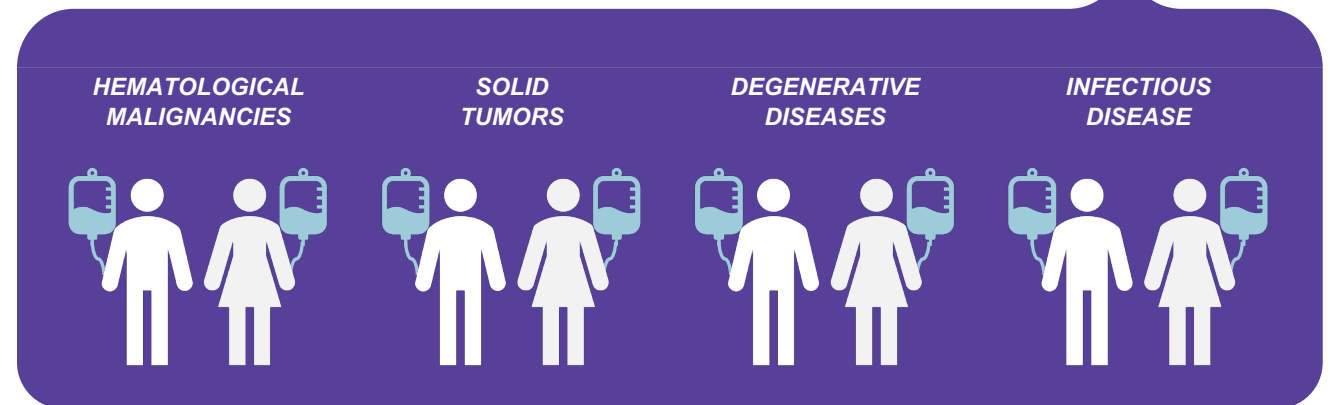 HEMATOLOGICAL
MALIGNANCIES
SOLID
TUMORS
DEGENERATIVE
DISEASES
INFECTIOUS
DISEASE